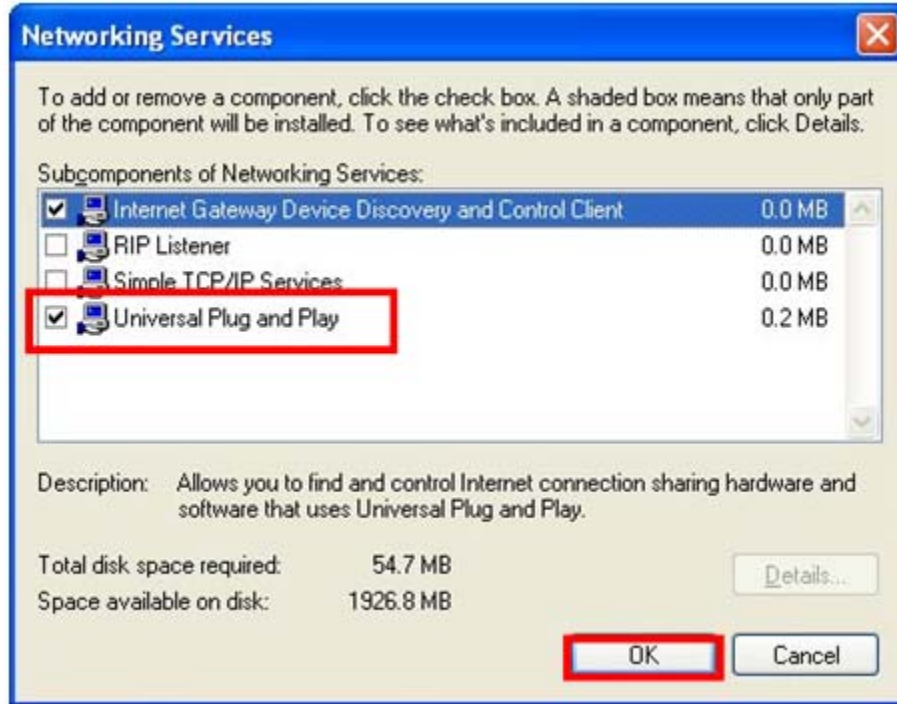 Networking Services
To add or remove a component, click the check box. A shaded box means that only part
of the component will be installed. To see what's included in a component, click Details.
Subcomponents of Networking Services:
Internet Gateway Device Discovery and Control Client 0.0 MB
RIP Listener 0.0 MB
Simple TCP/IP Services 0.0 MB
Universal Plug and Play 0.2 MB
Description: Allows you to find and control Internet connection sharing hardware and
software that uses Universal Plug and Play.
Total disk space required: 54.7 MB
Space available on disk: 1926.8 MB
Details...
OK Cancel